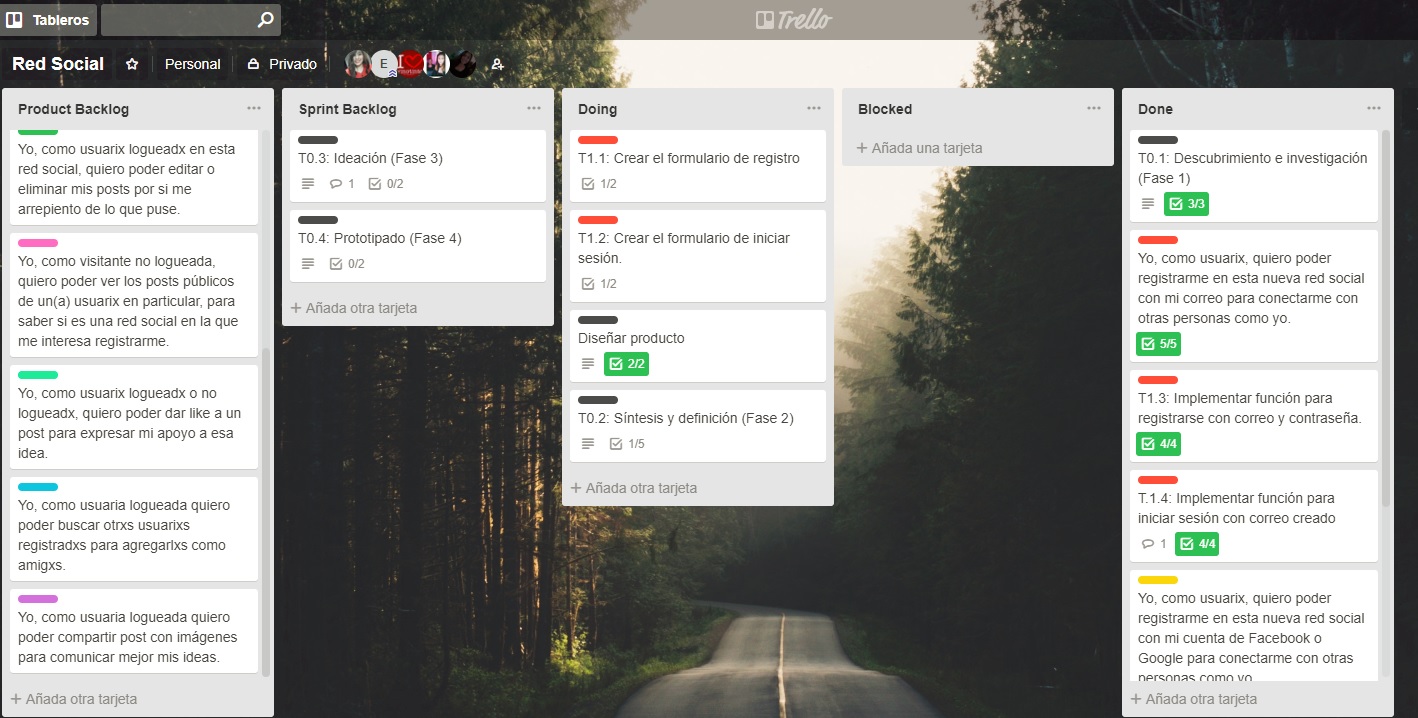 Tableros
Trello
Red Social
Personal
Privado
E
Product Backlog
Yo, como usuarix logueadx en esta
red social, quiero poder editar o
eliminar mis posts por si me
arrepiento de lo que puse.
Yo, como visitante no logueada,
quiero poder ver los posts públicos
de un(a) usuarix en particular, para
saber si es una red social en la que
me interesa registrarme.
Yo, como usuarix logueadx o no
logueadx, quiero poder dar like a un
post para expresar mi apoyo a esa
idea.
Yo, como usuaria logueada quiero
poder buscar otrxs usuarixs
registradxs para agregarlxs como
amigxs.
Yo, como usuaria logueada quiero
poder compartir post con imágenes
para comunicar mejor mis ideas.
+ Añada otra tarjeta
Sprint Backlog
T0.3: Ideación (Fase 3)
1 0/2
T0.4: Prototipado (Fase 4)
0/2
+ Añada otra tarjeta
Doing
T1.1: Crear el formulario de registro
1/2
T1.2: Crear el formulario de iniciar
sesión.
1/2
Diseñar producto
2/2
T0.2: Síntesis y definición (Fase 2)
1/5
+ Añada otra tarjeta
Blocked
+ Añada una tarjeta
Done
T0.1: Descubrimiento e investigación
(Fase 1)
3/3
Yo, como usuarix, quiero poder
registrarme en esta nueva red social
con mi correo para conectarme con
otras personas como yo.
5/5
T1.3: Implementar función para
registrarse con correo y contraseña.
4/4
T.1.4: Implementar función para
iniciar sesión con correo creado
1 4/4
Yo, como usuarix, quiero poder
registrarme en esta nueva red social
con mi cuenta de Facebook o
Google para conectarme con otras
personas como yo
+ Añada otra tarjeta